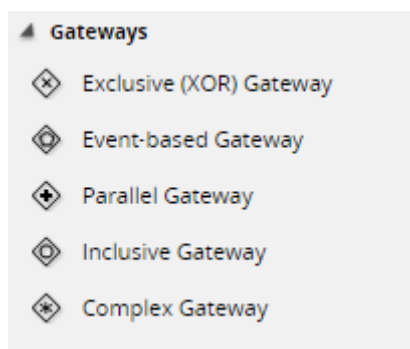 Gateways
Exclusive (XOR) Gateway
Event-based Gateway
Parallel Gateway
Inclusive Gateway
Complex Gateway